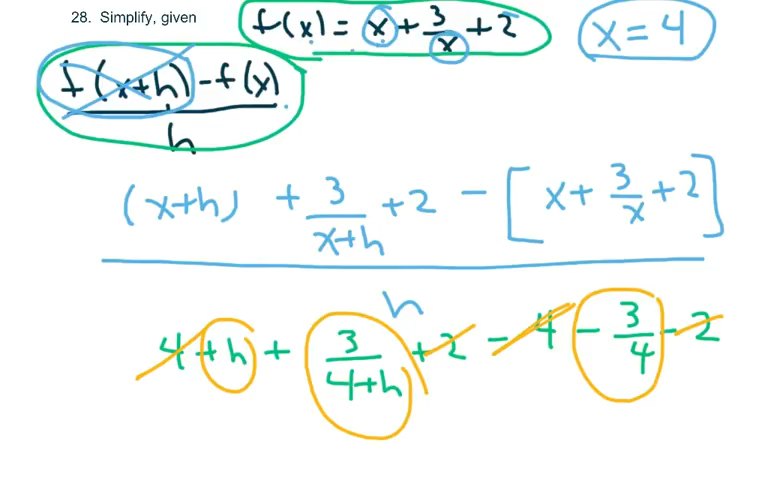 28. Simplify, given
f(x) = x + 3/x + 2
x = 4
f(x+h) - f(x)
h
(x+h) + 3/(x+h) + 2 - [x + 3/x + 2]
h
4 + h + 3/(4+h) + 2 - 4 - 3/4 - 2